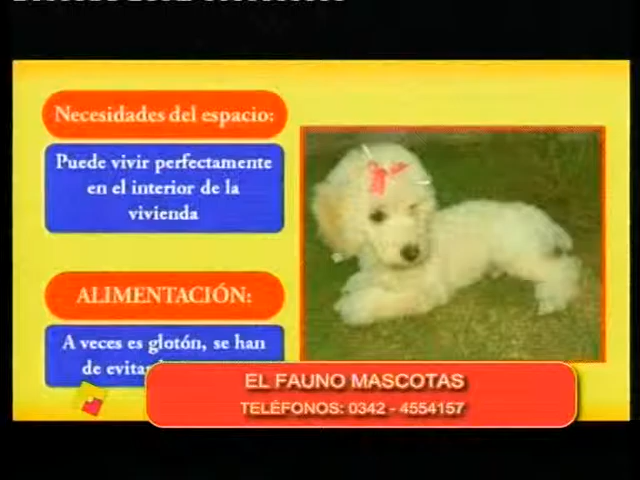 Necesidades del espacio:
Puede vivir perfectamente
en el interior de la
vivienda
ALIMENTACIÓN:
A veces es glotón, se han
de evitar
EL FAUNO MASCOTAS
TELÉFONOS: 0342 - 4554157